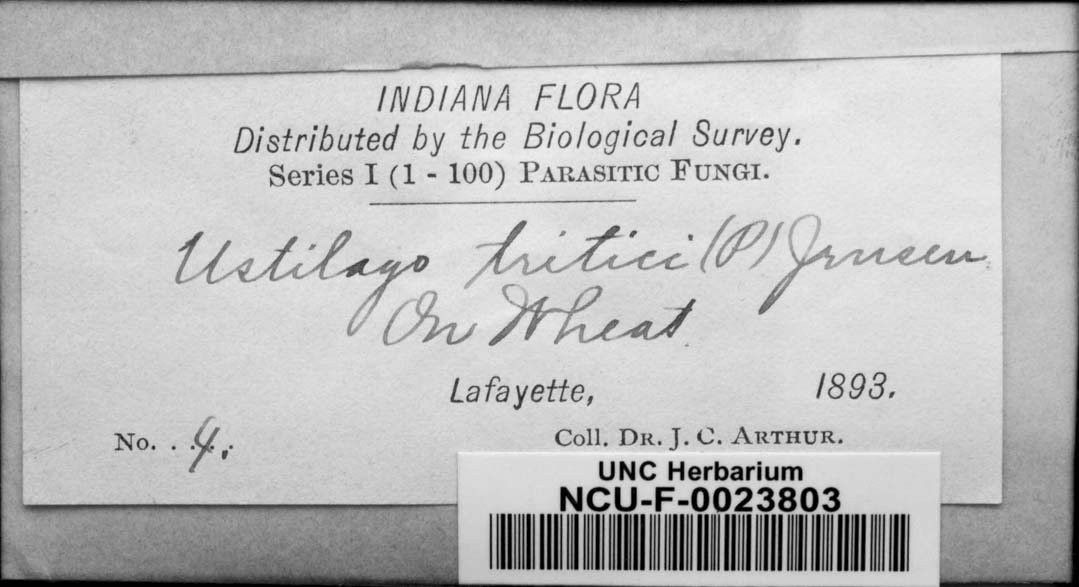 INDIANA FLORA
Distributed by the Biological Survey.
Series I (1 - 100) PARASITIC FUNGI.
Ustilago tritici (P) Jensen
On Wheat
Lafayette, 1893.
No. . . 4. .
Coll. DR. J. C. ARTHUR.
UNC Herbarium
NCU-F-0023803